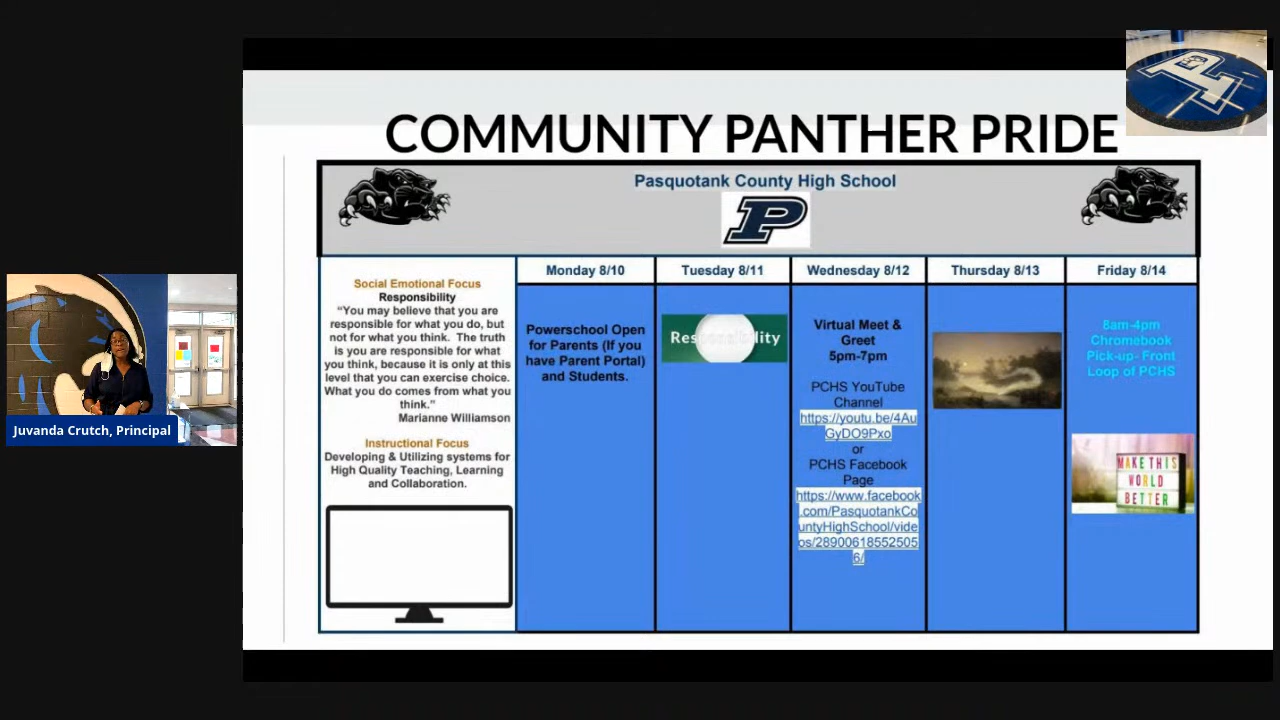 COMMUNITY PANTHER PRIDE
Pasquotank County High School
P
Social Emotional Focus
Responsibility
“You may believe that you are
responsible for what you do, but
not for what you think. The truth
is you are responsible for what
you think, because it is only at this
level that you can exercise choice.
What you do comes from what you
think.”
Marianne Williamson
Instructional Focus
Developing & Utilizing systems for
High Quality Teaching, Learning
and Collaboration.
Monday 8/10
Powerschool Open
for Parents (If you
have Parent Portal)
and Students.
Tuesday 8/11
Responsibility
Wednesday 8/12
Virtual Meet &
Greet
5pm-7pm
PCHS YouTube
Channel
https://youtu.be/4Au
GyDO9Pxo
or
PCHS Facebook
Page
https://www.facebook
.com/PasquotankCo
untyHighSchool/vide
os/28900618552505
6/
Thursday 8/13
Friday 8/14
8am-4pm
Chromebook
Pick-up- Front
Loop of PCHS
MAKE THIS
WORLD
BETTER
Juvanda Crutch, Principal